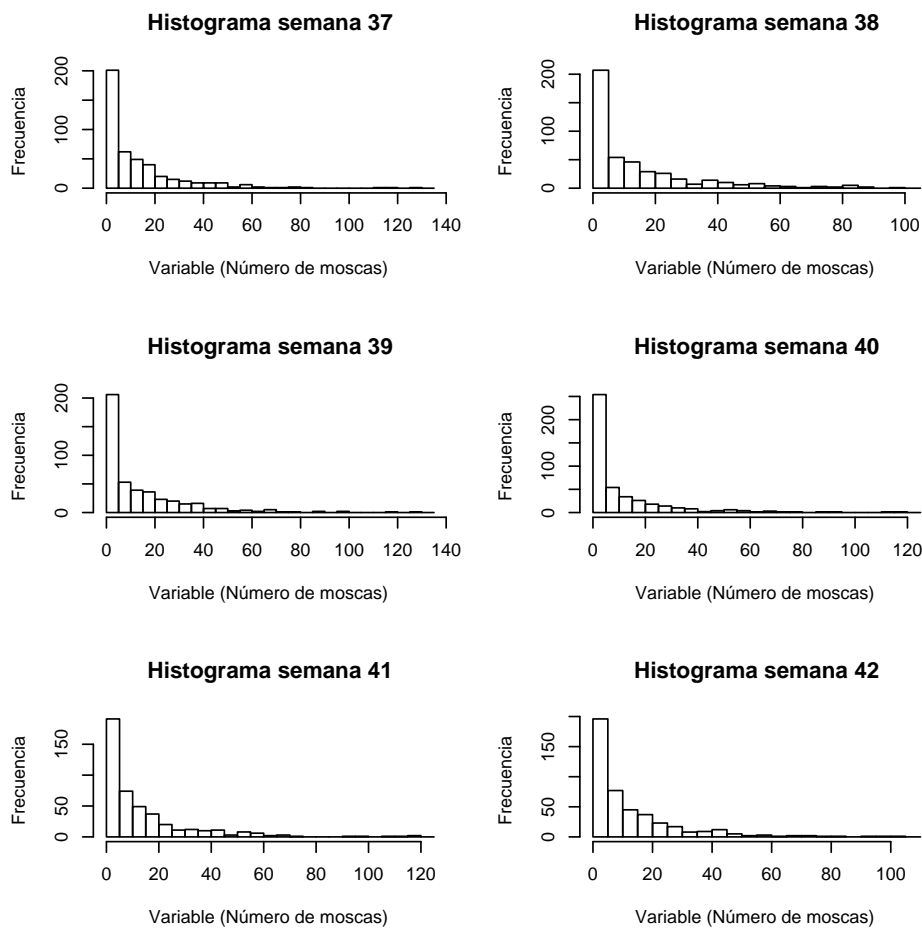 Histograma semana 37
Frecuencia
0
100
200
0 20 40 60 80 100 120 140
Variable (Número de moscas)
Histograma semana 38
Frecuencia
0
100
200
0 20 40 60 80 100
Variable (Número de moscas)
Histograma semana 39
Frecuencia
0
100
200
0 20 40 60 80 100 120 140
Variable (Número de moscas)
Histograma semana 40
Frecuencia
0
100
200
0 20 40 60 80 100 120
Variable (Número de moscas)
Histograma semana 41
Frecuencia
0
50
150
0 20 40 60 80 100 120
Variable (Número de moscas)
Histograma semana 42
Frecuencia
0
50
150
0 20 40 60 80 100
Variable (Número de moscas)